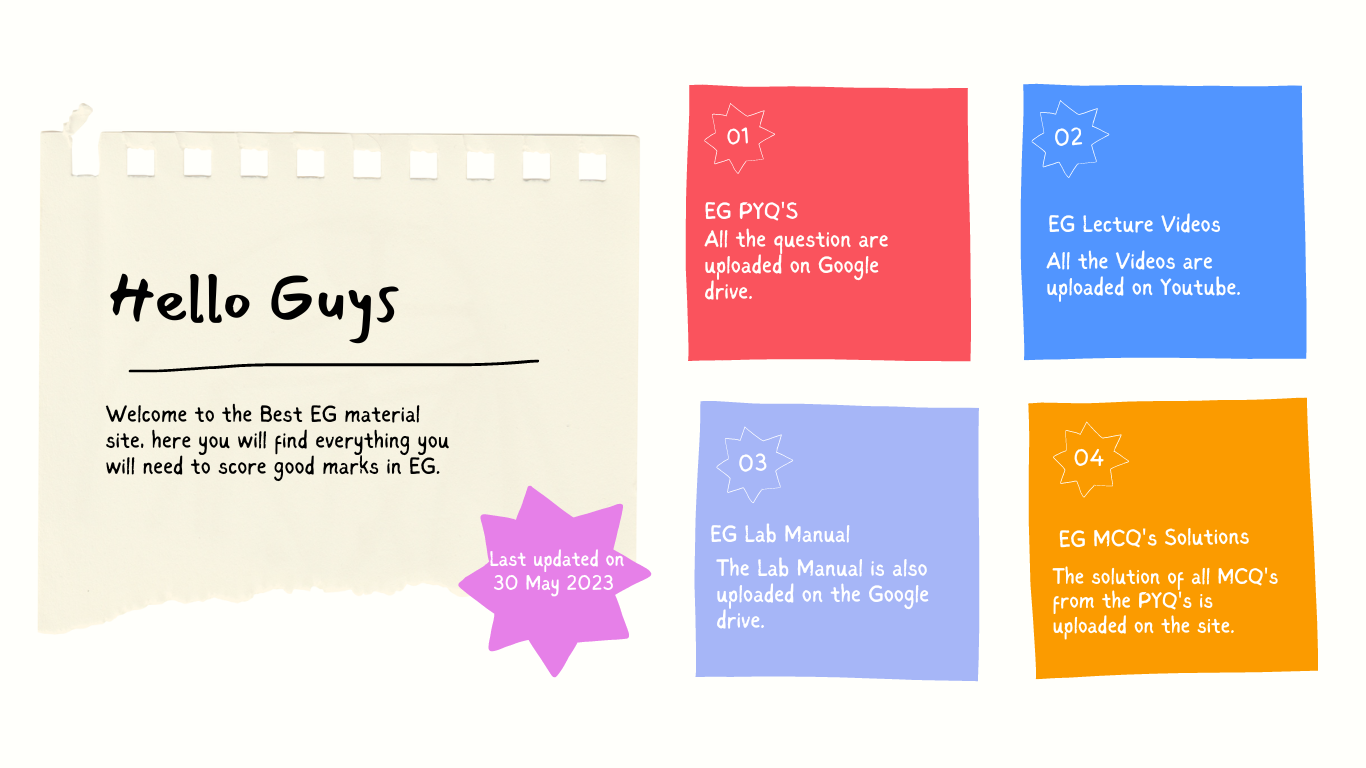 Hello Guys
Welcome to the Best EG material
site, here you will find everything you
will need to score good marks in EG.
Last updated on
30 May 2023
01
EG PYQ'S
All the question are
uploaded on Google
drive.
02
EG Lecture Videos
All the Videos are
uploaded on Youtube.
03
EG Lab Manual
The Lab Manual is also
uploaded on the Google
drive.
04
EG MCQ's Solutions
The solution of all MCQ's
from the PYQ's is
uploaded on the site.